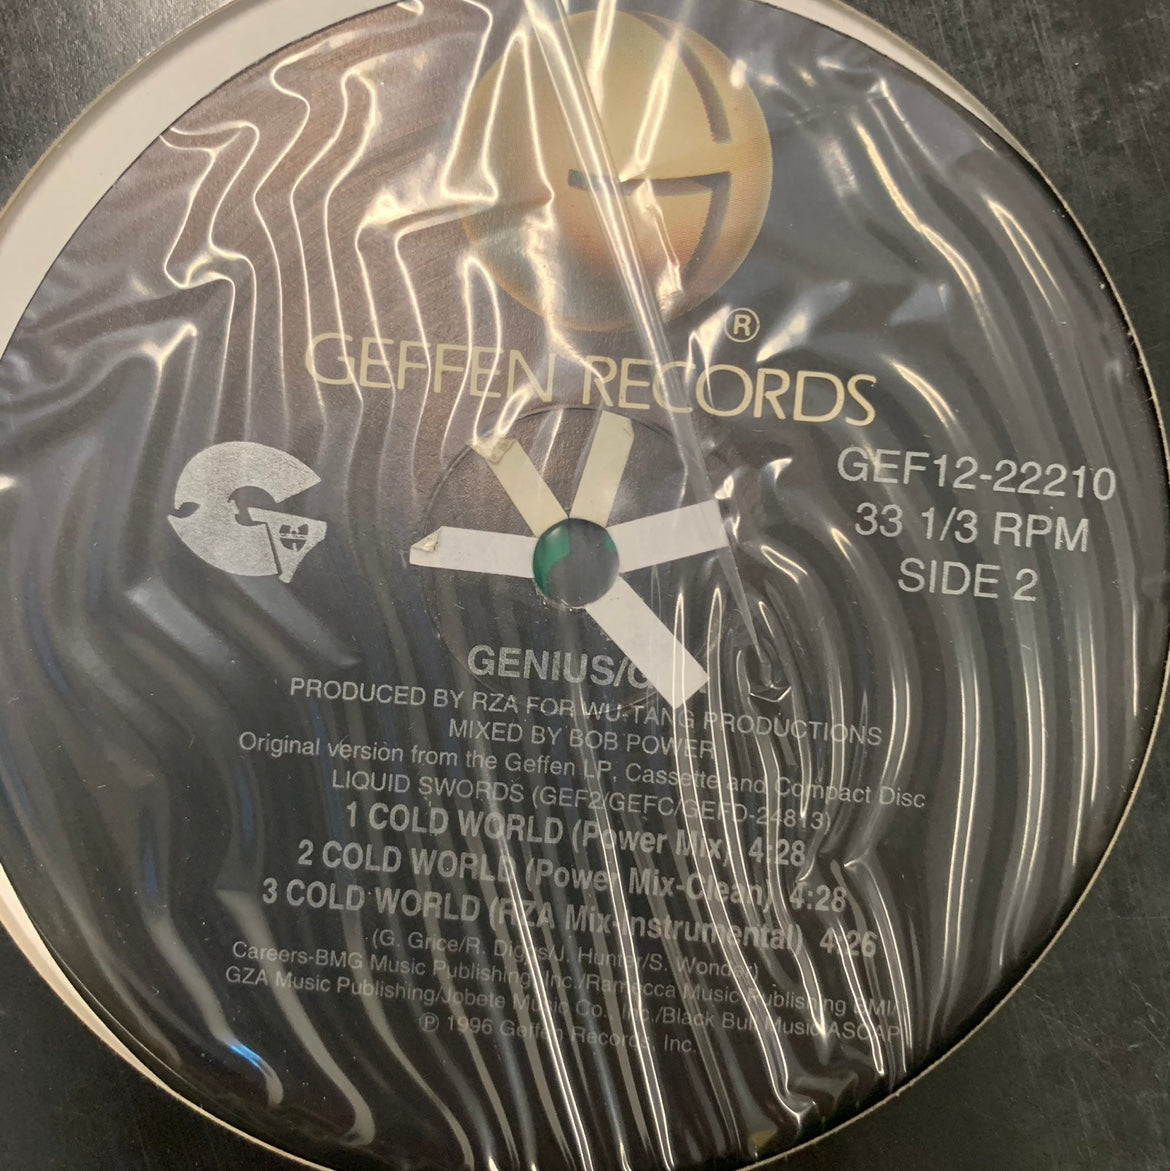 ®
GEFFEN RECORDS
GEF12-22210
33 1/3 RPM
SIDE 2
GENIUS/G
PRODUCED BY RZA FOR WU-TANG PRODUCTIONS
MIXED BY BOB POWER
Original version from the Geffen LP, Cassette and Compact Disc
LIQUID SWORDS (GEF2/GEFC/GEFD-24813)
1 COLD WORLD (Power Mix) 4:28
2 COLD WORLD (Power Mix-Clean) 4:28
3 COLD WORLD (RZA Mix-Instrumental) 4:26
(G. Grice/R. Diggs/J. Hunter/S. Wonder)
Careers-BMG Music Publishing, Inc./Ramecca Music Publishing BMI/
GZA Music Publishing/Jobete Music Co., Inc./Black Bull Music ASCAP
℗ 1996 Geffen Records, Inc.